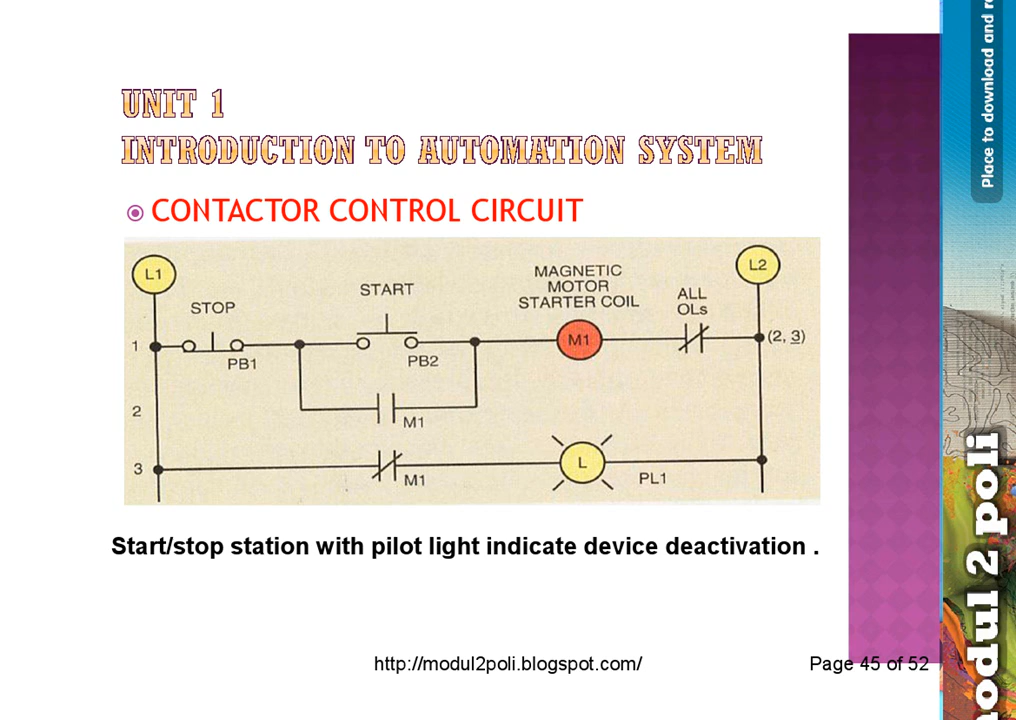 UNIT 1
INTRODUCTION TO AUTOMATION SYSTEM
CONTACTOR CONTROL CIRCUIT
L1
L2
STOP
START
MAGNETIC
MOTOR
STARTER COIL
ALL
OLs
1
PB1
PB2
M1
(2, 3)
2
M1
3
M1
L
PL1
Start/stop station with pilot light indicate device deactivation .
http://modul2poli.blogspot.com/
Page 45 of 52
Place to download and
odul 2 poli